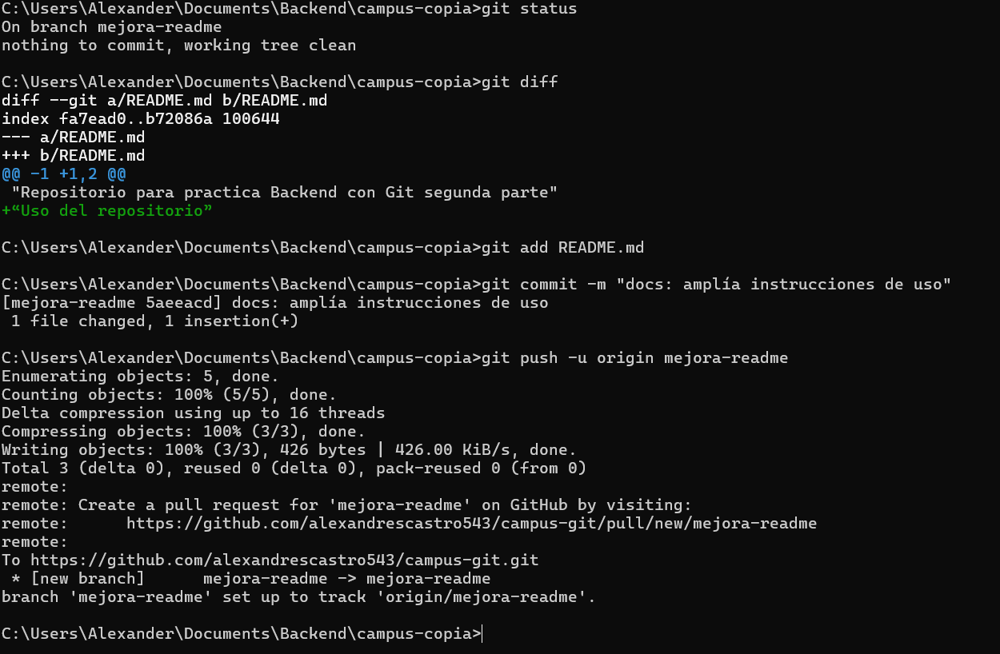 C:\Users\Alexander\Documents\Backend\campus-copia>git status
On branch mejora-readme
nothing to commit, working tree clean
C:\Users\Alexander\Documents\Backend\campus-copia>git diff
diff --git a/README.md b/README.md
index fa7ead0..b72086a 100644
--- a/README.md
+++ b/README.md
@@ -1 +1,2 @@
 "Repositorio para practica Backend con Git segunda parte"
+“Uso del repositorio”
C:\Users\Alexander\Documents\Backend\campus-copia>git add README.md
C:\Users\Alexander\Documents\Backend\campus-copia>git commit -m "docs: amplía instrucciones de uso"
[mejora-readme 5aeeacd] docs: amplía instrucciones de uso
 1 file changed, 1 insertion(+)
C:\Users\Alexander\Documents\Backend\campus-copia>git push -u origin mejora-readme
Enumerating objects: 5, done.
Counting objects: 100% (5/5), done.
Delta compression using up to 16 threads
Compressing objects: 100% (3/3), done.
Writing objects: 100% (3/3), 426 bytes | 426.00 KiB/s, done.
Total 3 (delta 0), reused 0 (delta 0), pack-reused 0 (from 0)
remote:
remote: Create a pull request for 'mejora-readme' on GitHub by visiting:
remote:      https://github.com/alexandrescastro543/campus-git/pull/new/mejora-readme
remote:
To https://github.com/alexandrescastro543/campus-git.git
 * [new branch]      mejora-readme -> mejora-readme
branch 'mejora-readme' set up to track 'origin/mejora-readme'.
C:\Users\Alexander\Documents\Backend\campus-copia>